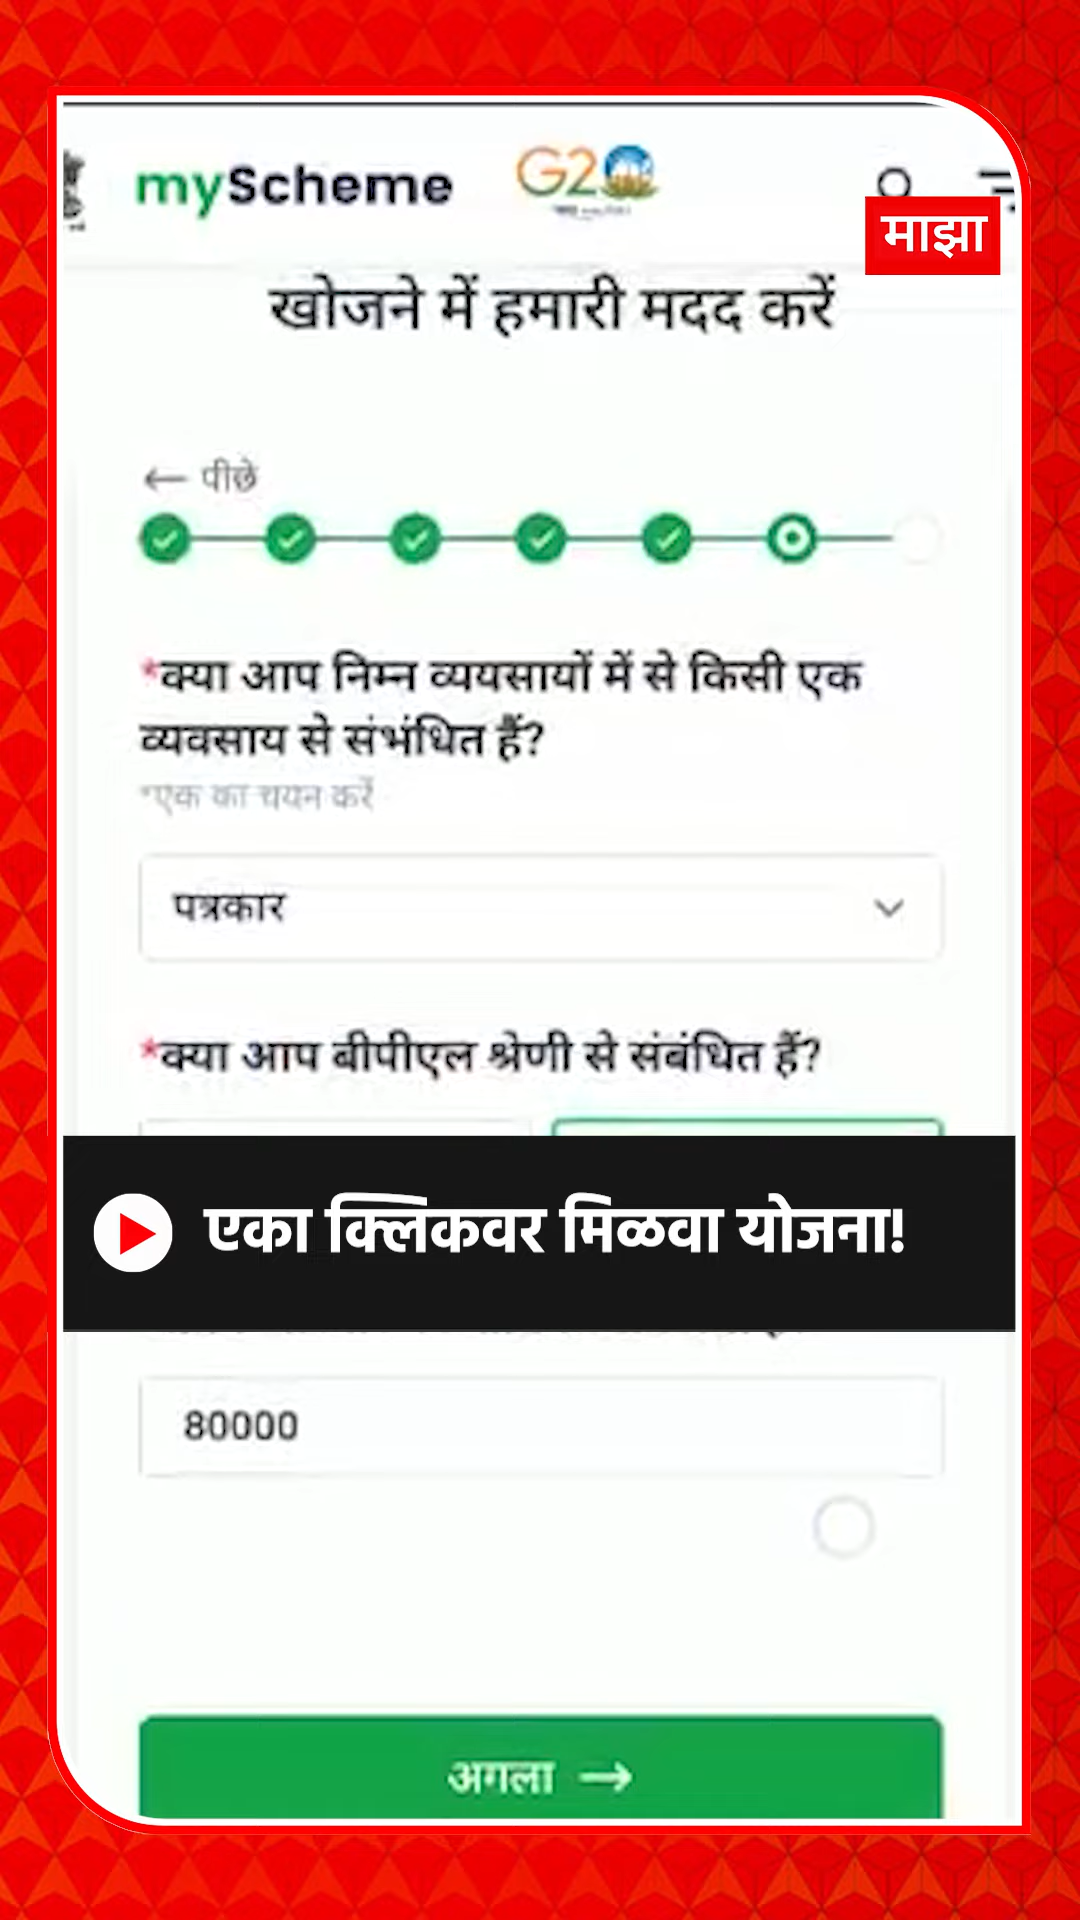 myScheme
G20
माझा
खोजने में हमारी मदद करें
← पीछे
*क्या आप निम्न व्ययसायों में से किसी एक
व्यवसाय से संभंधित हैं?
*एक का चयन करें
पत्रकार
*क्या आप बीपीएल श्रेणी से संबंधित हैं?
एका क्लिकवर मिळवा योजना!
80000
अगला →